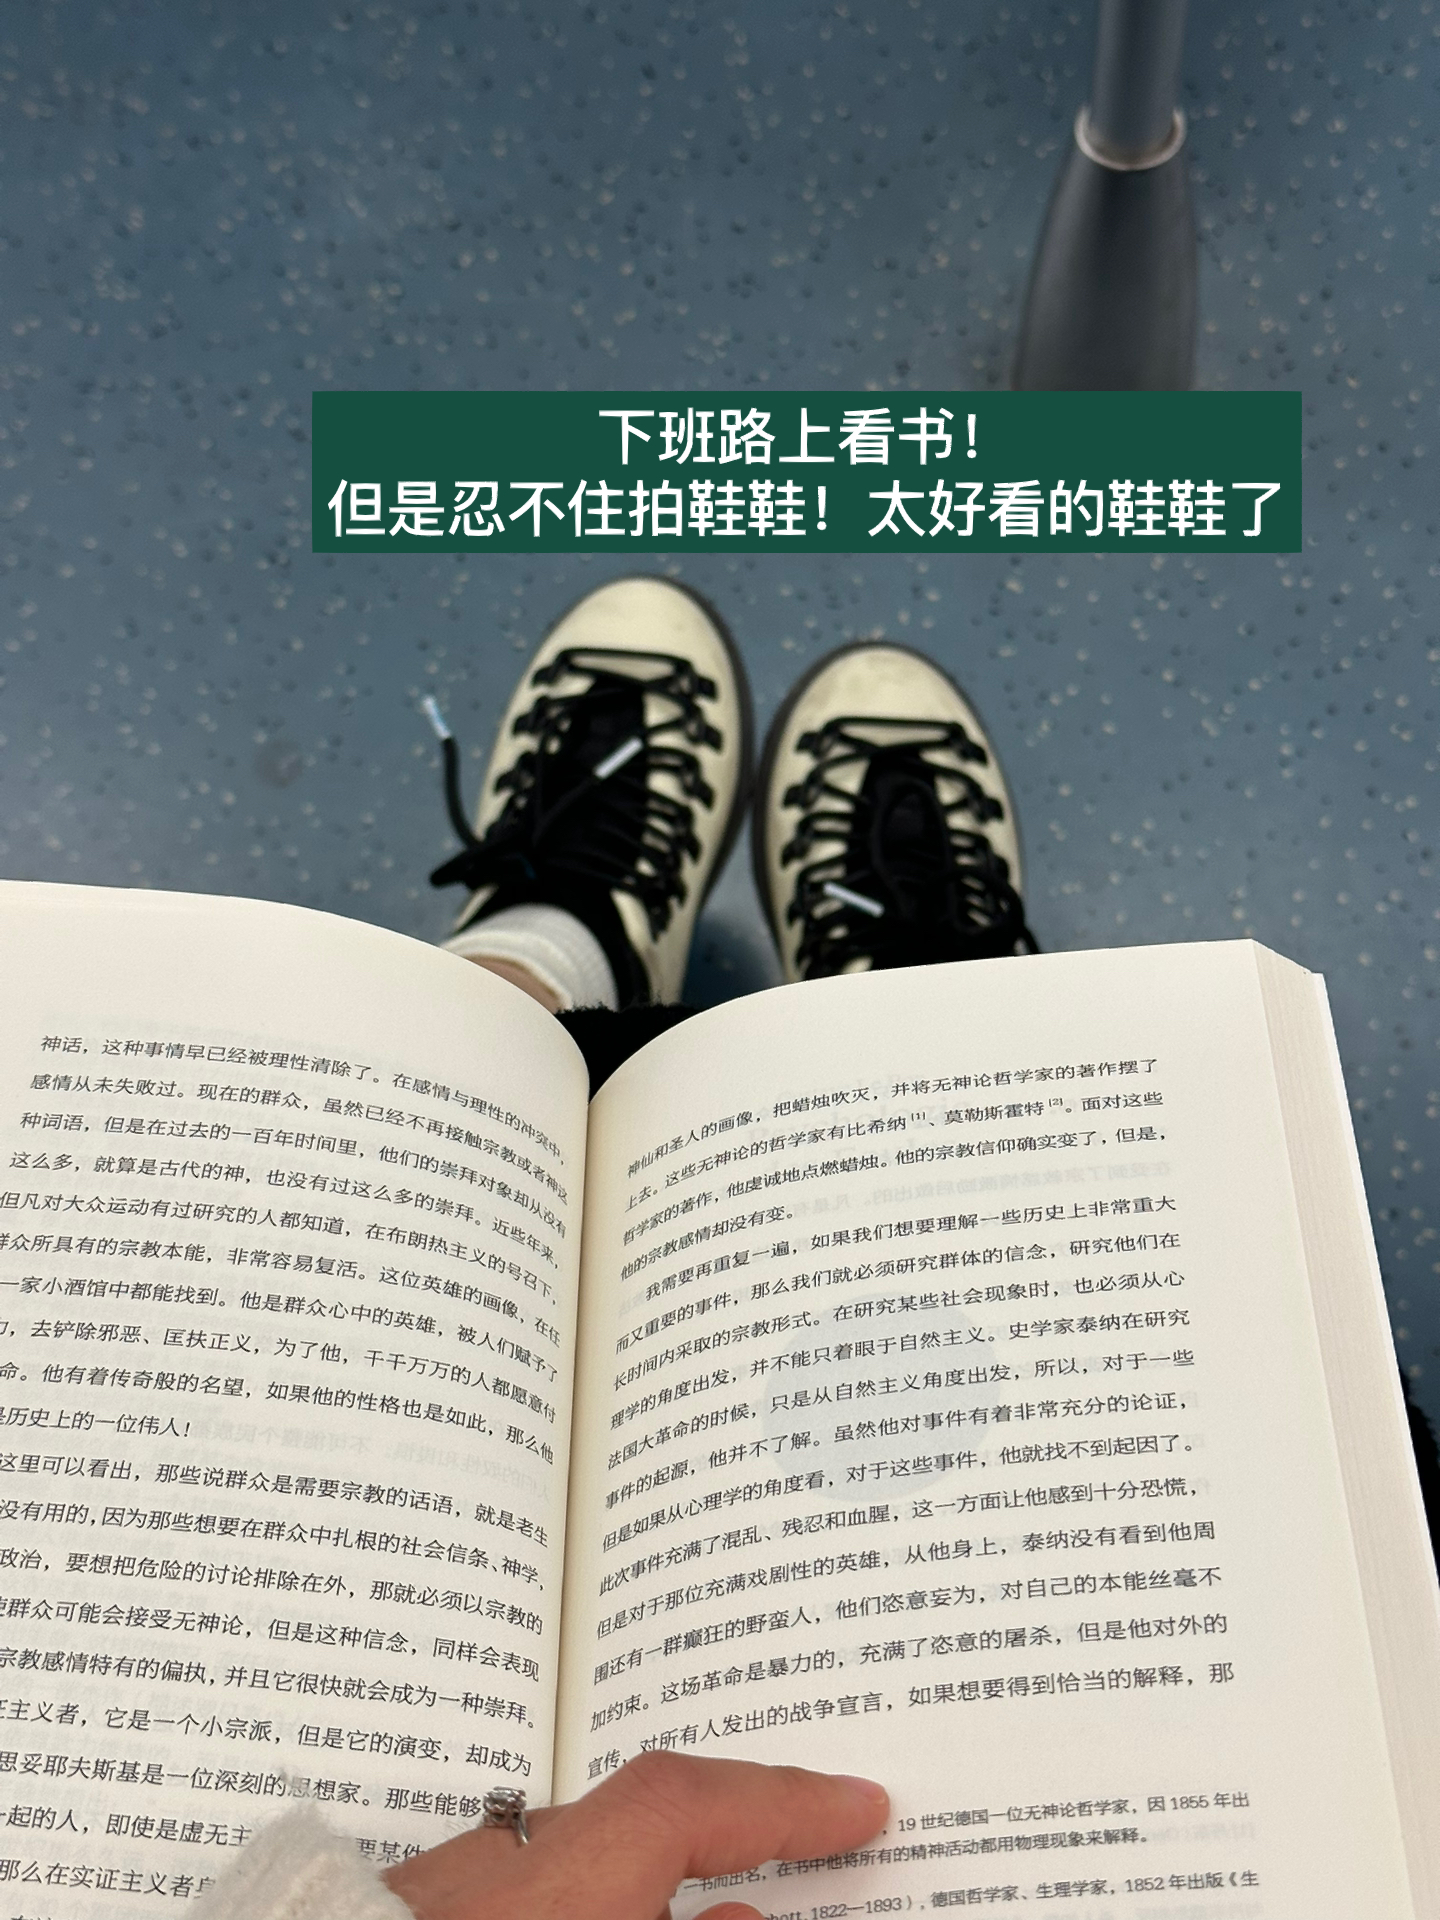 下班路上看书！
但是忍不住拍鞋鞋！太好看的鞋鞋了
神话，这种事情早已经被理性清除了。在感情与理性的冲突中，
感情从未失败过。现在的群众，虽然已经不再接触宗教或者神这
种词语，但是在过去的一百年时间里，他们的崇拜对象却从没有
这么多，就算是古代的神，也没有过这么多的崇拜。近些年来，
但凡对大众运动有过研究的人都知道，在布朗热主义的号召下，
群众所具有的宗教本能，非常容易复活。这位英雄的画像，在任
一家小酒馆中都能找到。他是群众心中的英雄，被人们赋予了
，去铲除邪恶、匡扶正义，为了他，千千万万的人都愿意付
命。他有着传奇般的名望，如果他的性格也是如此，那么他
是历史上的一位伟人！
这里可以看出，那些说群众是需要宗教的话语，就是老生
没有用的，因为那些想要在群众中扎根的社会信条、神学，
政治，要想把危险的讨论排除在外，那就必须以宗教的
使群众可能会接受无神论，但是这种信念，同样会表现
宗教感情特有的偏执，并且它很快就会成为一种崇拜。
证主义者，它是一个小宗派，但是它的演变，却成为
思妥耶夫斯基是一位深刻的思想家。那些能够
一起的人，即使是虚无主 要某件
那么在实证主义者身
神仙和圣人的画像，把蜡烛吹灭，并将无神论哲学家的著作摆了
上去。这些无神论的哲学家有比希纳[1]、莫勒斯霍特[2]。面对这些
哲学家的著作，他虔诚地点燃蜡烛。他的宗教信仰确实变了，但是，
他的宗教感情却没有变。
我需要再重复一遍，如果我们想要理解一些历史上非常重大
而又重要的事件，那么我们就必须研究群体的信念，研究他们在
长时间内采取的宗教形式。在研究某些社会现象时，也必须从心
理学的角度出发，并不能只着眼于自然主义。史学家泰纳在研究
法国大革命的时候，只是从自然主义角度出发，所以，对于一些
事件的起源，他并不了解。虽然他对事件有着非常充分的论证，
但是如果从心理学的角度看，对于这些事件，他就找不到起因了。
此次事件充满了混乱、残忍和血腥，这一方面让他感到十分恐慌，
但是对于那位充满戏剧性的英雄，从他身上，泰纳没有看到他周
围还有一群癫狂的野蛮人，他们恣意妄为，对自己的本能丝毫不
加约束。这场革命是暴力的，充满了恣意的屠杀，但是他对外的
宣传，对所有人发出的战争宣言，如果想要得到恰当的解释，那
，19 世纪德国一位无神论哲学家，因 1855 年出
一书而出名，在书中他将所有的精神活动都用物理现象来解释。
hott,1822—1893），德国哲学家、生理学家，1852 年出版《生